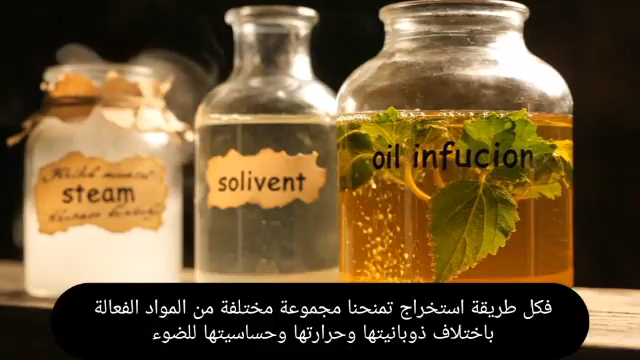 steam
solivent
oil infucion
فكل طريقة استخراج تمنحنا مجموعة مختلفة من المواد الفعالة
باختلاف ذوبانيتها وحرارتها وحساسيتها للضوء